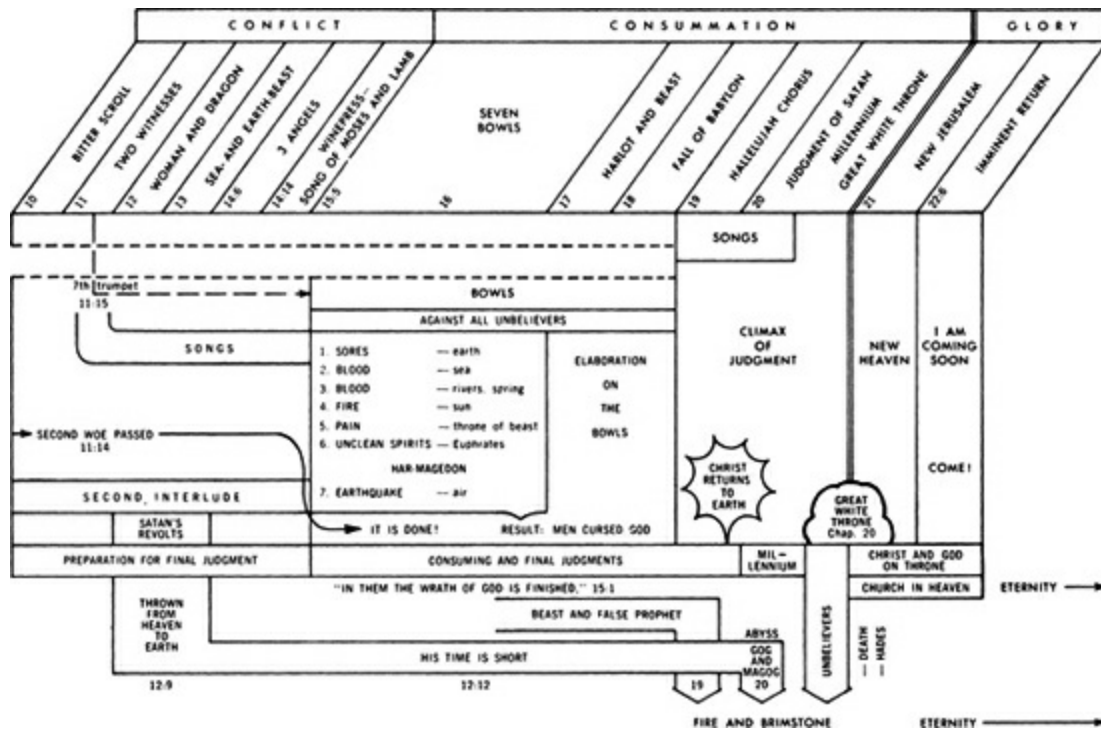 CONFLICT
CONSUMMATION
GLORY
BITTER SCROLL
TWO WITNESSES
WOMAN AND DRAGON
SEA- AND EARTH-BEAST
3 ANGELS
WINEPRESS-
SONG OF MOSES AND LAMB
SEVEN
BOWLS
HARLOT AND BEAST
FALL OF BABYLON
HALLELUJAH CHORUS
JUDGMENT OF SATAN
MILLENNIUM
GREAT WHITE THRONE
NEW JERUSALEM
IMMINENT RETURN
10
11
12
13
14:6
14:14
15:5
16
17
18
19
20
21
22:6
SONGS
7th trumpet
11:15
BOWLS
AGAINST ALL UNBELIEVERS
SONGS
1. SORES — earth
2. BLOOD — sea
3. BLOOD — rivers, spring
4. FIRE — sun
5. PAIN — throne of beast
6. UNCLEAN SPIRITS — Euphrates
HAR-MAGEDON
7. EARTHQUAKE — air
ELABORATION
ON
THE
BOWLS
CLIMAX
OF
JUDGMENT
NEW
HEAVEN
I AM
COMING
SOON
COME!
SECOND WOE PASSED
11:14
SECOND INTERLUDE
CHRIST
RETURNS
TO
EARTH
GREAT
WHITE
THRONE
Chap. 20
SATAN'S
REVOLTS
IT IS DONE!
RESULT: MEN CURSED GOD
PREPARATION FOR FINAL JUDGMENT
CONSUMING AND FINAL JUDGMENTS
MIL-
LENNIUM
CHRIST AND GOD
ON THRONE
"IN THEM THE WRATH OF GOD IS FINISHED," 15:1
CHURCH IN HEAVEN
ETERNITY
THROWN
FROM
HEAVEN
TO
EARTH
BEAST AND FALSE PROPHET
ABYSS
GOG
AND
MAGOG
20
HIS TIME IS SHORT
UNBELIEVERS
— DEATH
— HADES
12:9
12:12
19
FIRE AND BRIMSTONE
ETERNITY